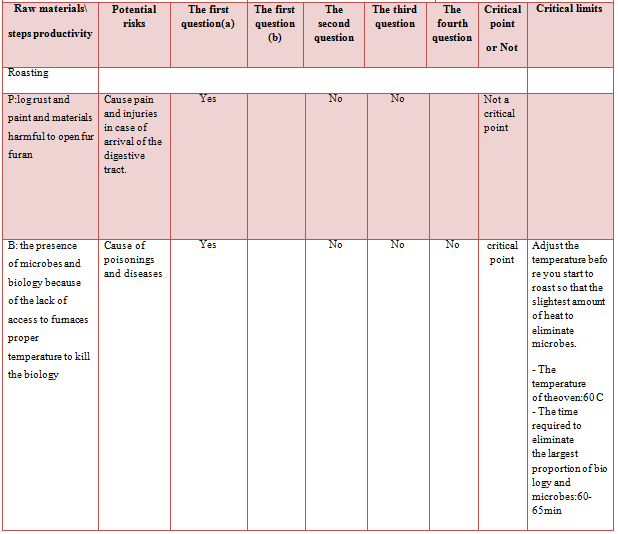 Raw materials\
steps productivity
Potential
risks
The first
question(a)
The first
question
(b)
The
second
question
The third
question
The
fourth
question
Critical
point
or Not
Critical limits
Roasting
P:log rust and
paint and materials
harmful to open fur
furan
Cause pain
and injuries
in case of
arrival of the
digestive
tract.
Yes
No
No
Not a
critical
point
B: the presence
of microbes and
biology because
of the lack of
access to furnaces
proper
temperature to kill
the biology
Cause of
poisonings
and diseases
Yes
No
No
No
critical
point
Adjust the
temperature befo
re you start to
roast so that the
slightest amount
of heat to
eliminate
microbes.
- The
temperature
of theoven:60 C
- The time
required to
eliminate
the largest
proportion of bio
logy and
microbes:60-
65min